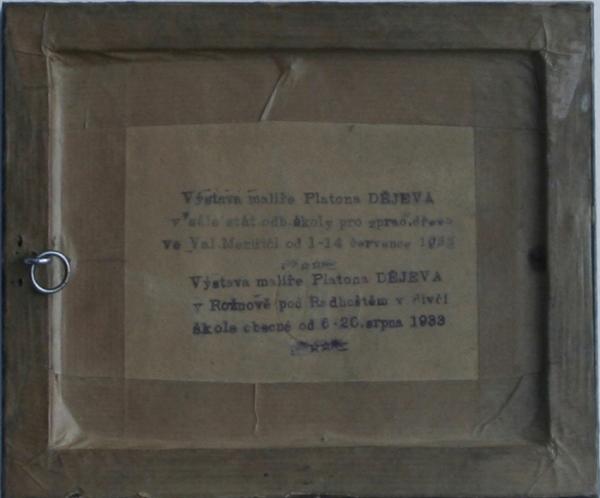 Výstava malíře Platona DĚJEVA
v sále stát.odb.školy pro zprac.dřeva
ve Val.Meziříčí od 1-14 července 1933
Výstava malíře Platona DĚJEVA
v Rožnově pod Radhoštěm v dívčí
škole obecné od 6-26.srpna 1933